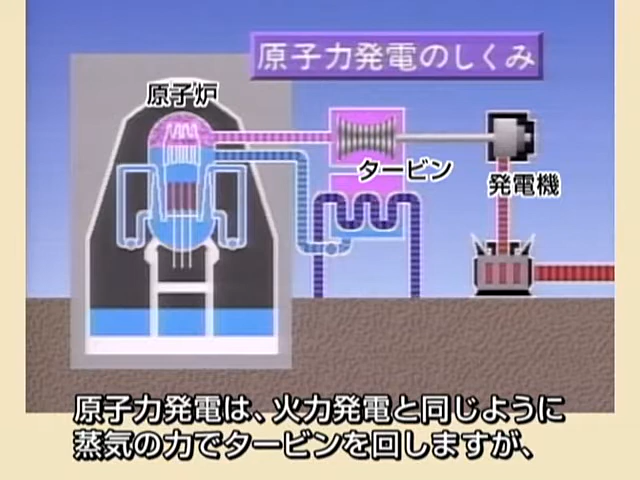 原子力発電のしくみ
原子炉
タービン
発電機
原子力発電は、火力発電と同じように
蒸気の力でタービンを回しますが、